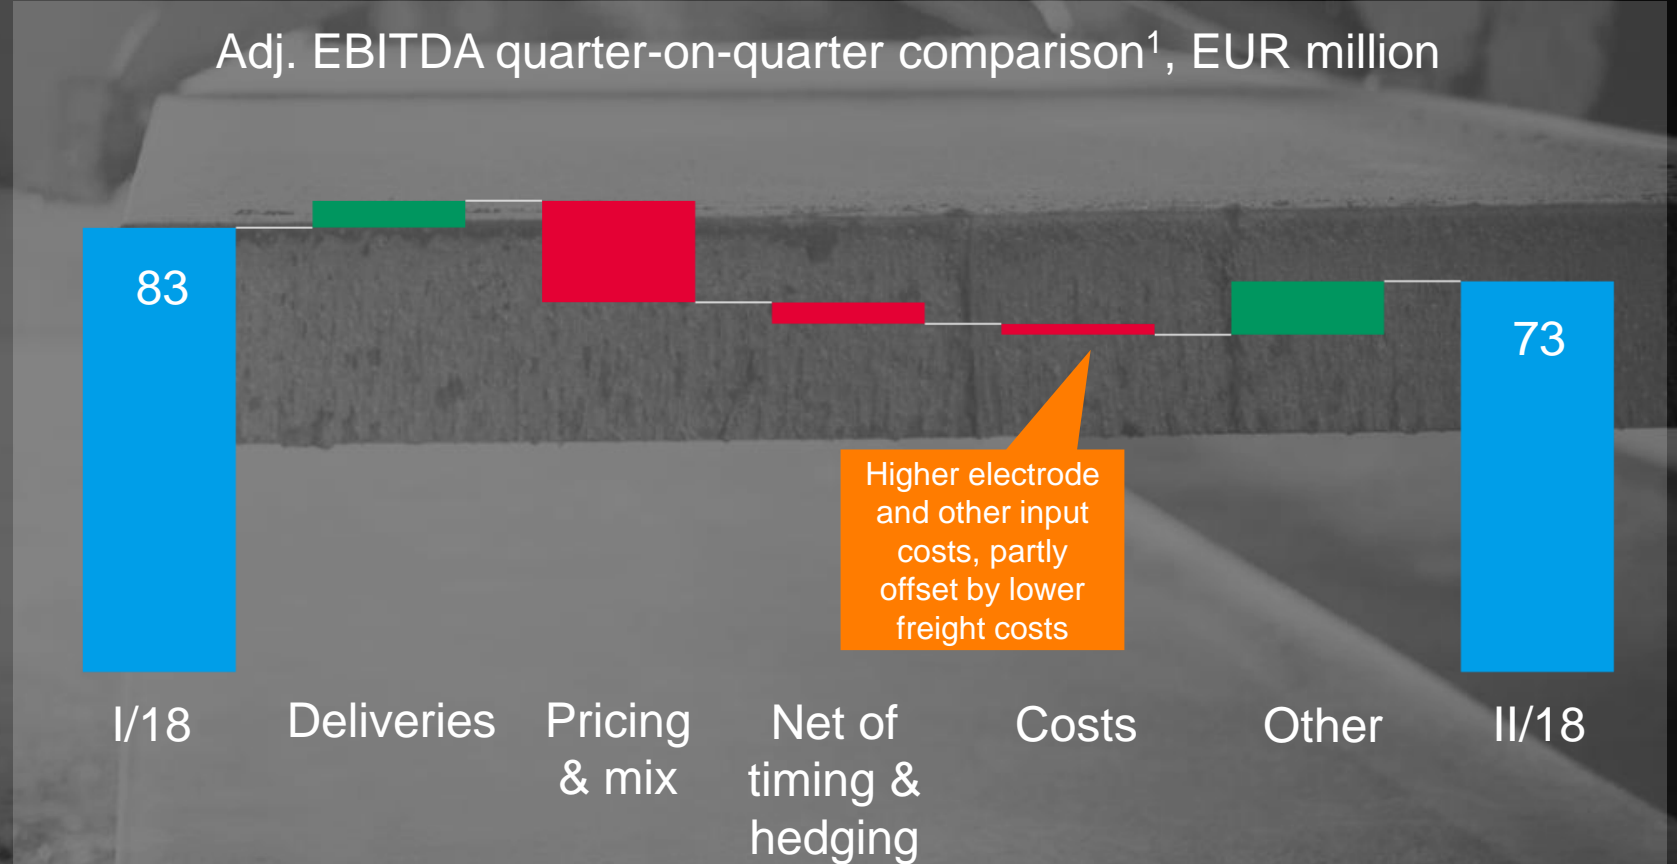 Adj. EBITDA quarter-on-quarter comparison¹, EUR million
83
73
Higher electrode
and other input
costs, partly
offset by lower
freight costs
I/18
Deliveries
Pricing
& mix
Net of
timing &
hedging
Costs
Other
II/18